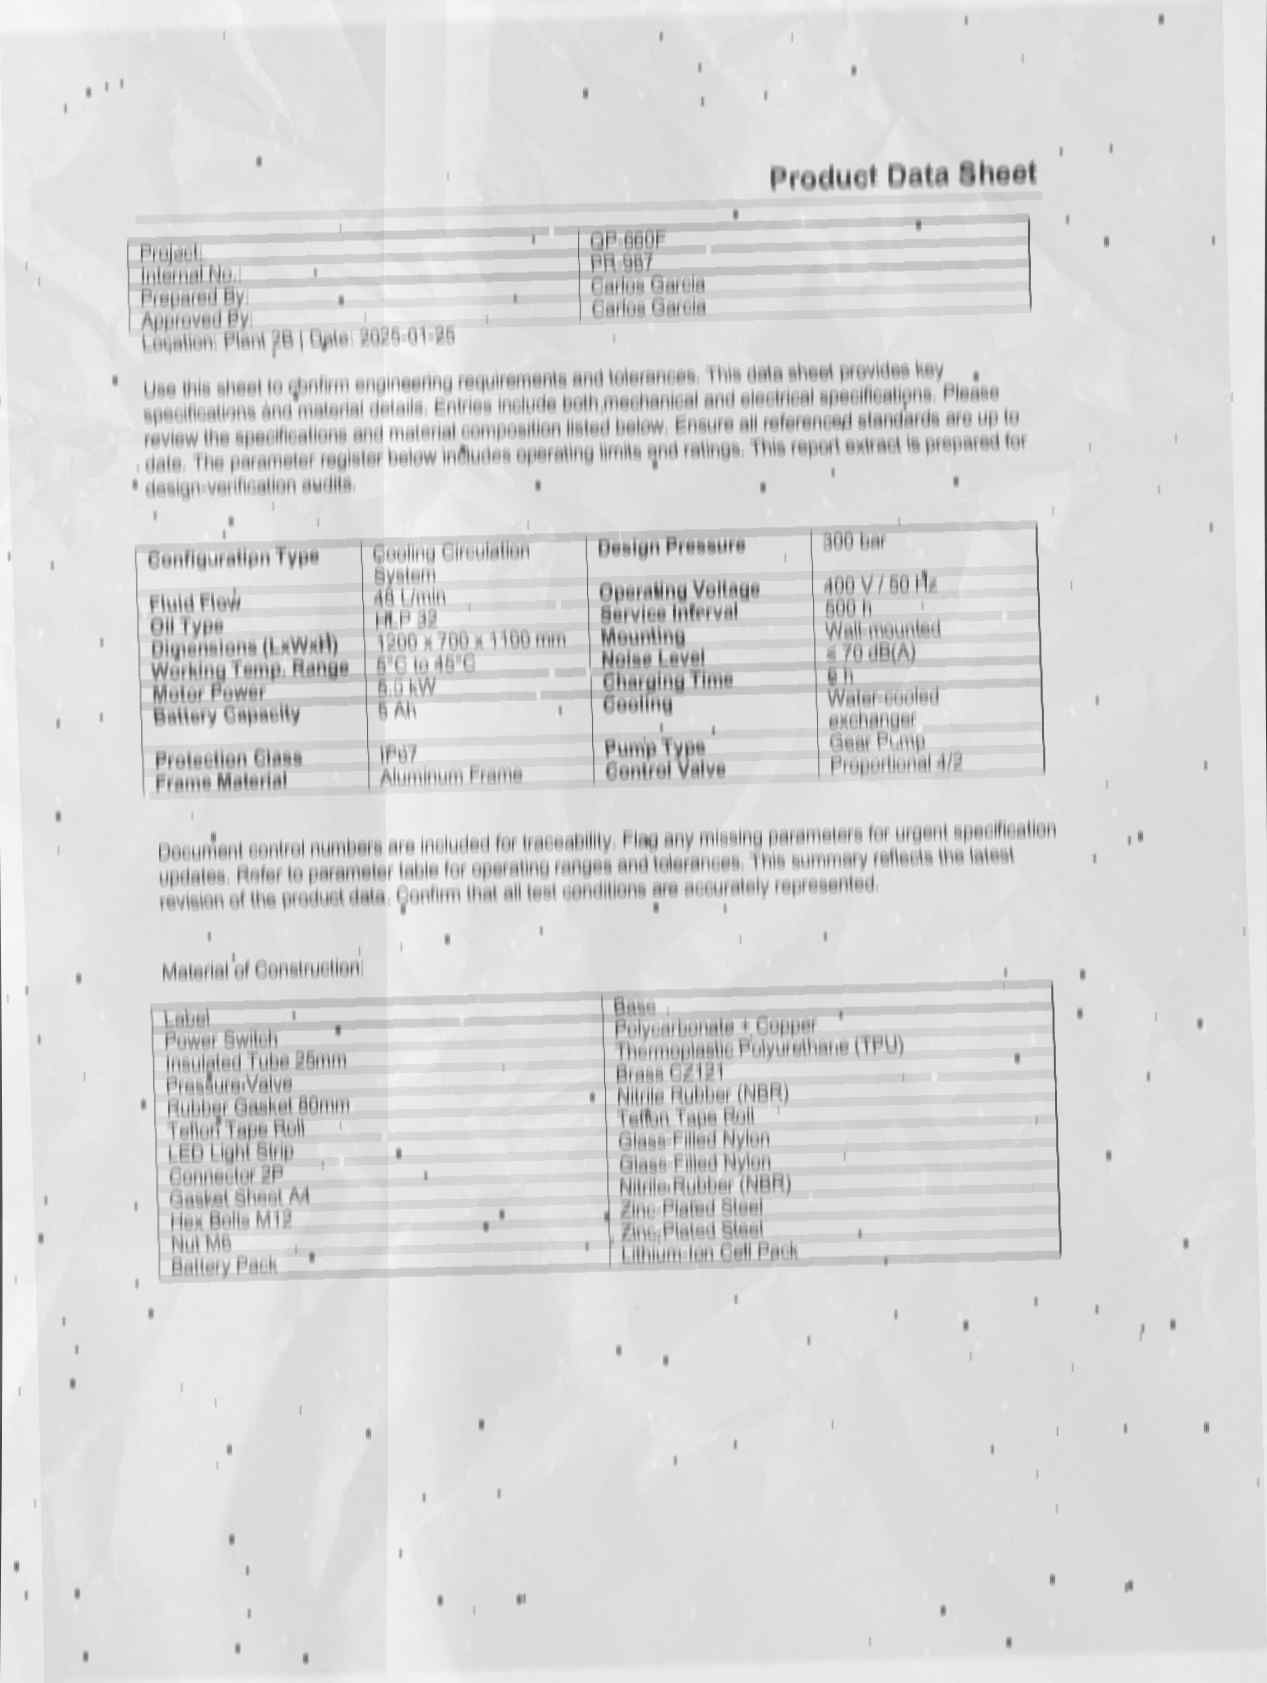 Product Data Sheet
Project:
Internal No.: PR-987
Prepared By: Carlos Garcia
Approved By: Carlos Garcia
Location: Plant 2B | Date: 2025-01-25
Use this sheet to confirm engineering requirements and tolerances. This data sheet provides key
specifications and material details. Entries include both mechanical and electrical specifications. Please
review the specifications and material composition listed below. Ensure all referenced standards are up to
date. The parameter register below includes operating limits and ratings. This report extract is prepared for
design-verification audits.
Configuration Type Cooling Circulation System Design Pressure 300 bar
Fluid Flow 48 L/min Operating Voltage 400 V / 50 Hz
Oil Type HLP 32 Service Interval 500 h
Dimensions (LxWxH) 1200 x 700 x 1100 mm Mounting Wall-mounted
Working Temp. Range 5°C to 45°C Noise Level ≤ 70 dB(A)
Motor Power kW Charging Time h
Battery Capacity Ah Cooling Water-cooled exchanger
Protection Class IP67 Pump Type Gear Pump
Frame Material Aluminum Frame Control Valve Proportional 4/2
Document control numbers are included for traceability. Flag any missing parameters for urgent specification
updates. Refer to parameter table for operating ranges and tolerances. This summary reflects the latest
revision of the product data. Confirm that all test conditions are accurately represented.
Material of Construction:
Label Base
Power Switch Polycarbonate + Copper
Insulated Tube 25mm Thermoplastic Polyurethane (TPU)
Pressure Valve Brass CZ121
Rubber Gasket Nitrile Rubber (NBR)
Teflon Tape Roll Teflon Tape Roll
LED Light Strip Glass-Filled Nylon
Connector 2P Glass-Filled Nylon
Gasket Sheet A4 Nitrile Rubber (NBR)
Hex Bolts M12 Zinc-Plated Steel
Nut Zinc-Plated Steel
Battery Pack Lithium-Ion Cell Pack